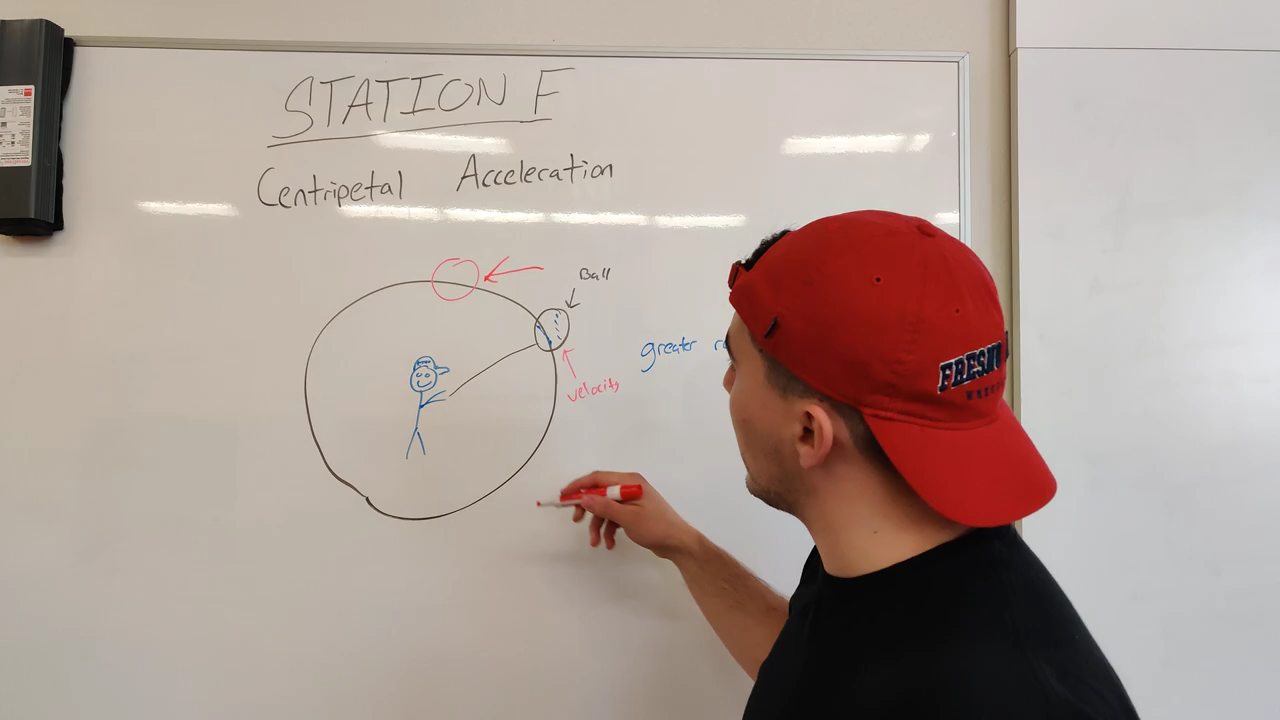 STATION F
Centripetal Acceleration
Ball
greater
velocity
FRESNO